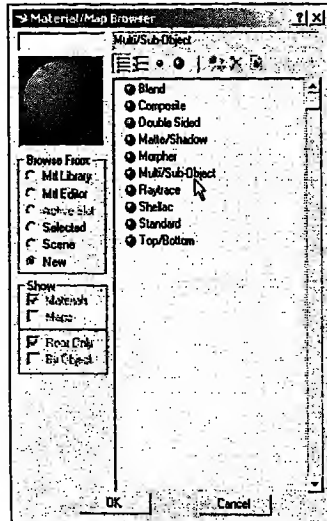 Material/Map Browser
Multi/Sub-Object
Blend
Composite
Double Sided
Matte/Shadow
Morpher
Multi/Sub-Object
Raytrace
Shellac
Standard
Top/Bottom
Browse From:
Mtl Library
Mtl Editor
Active Slot
Selected
Scene
New
Show
Materials
Maps
Root Only
By Object
OK
Cancel